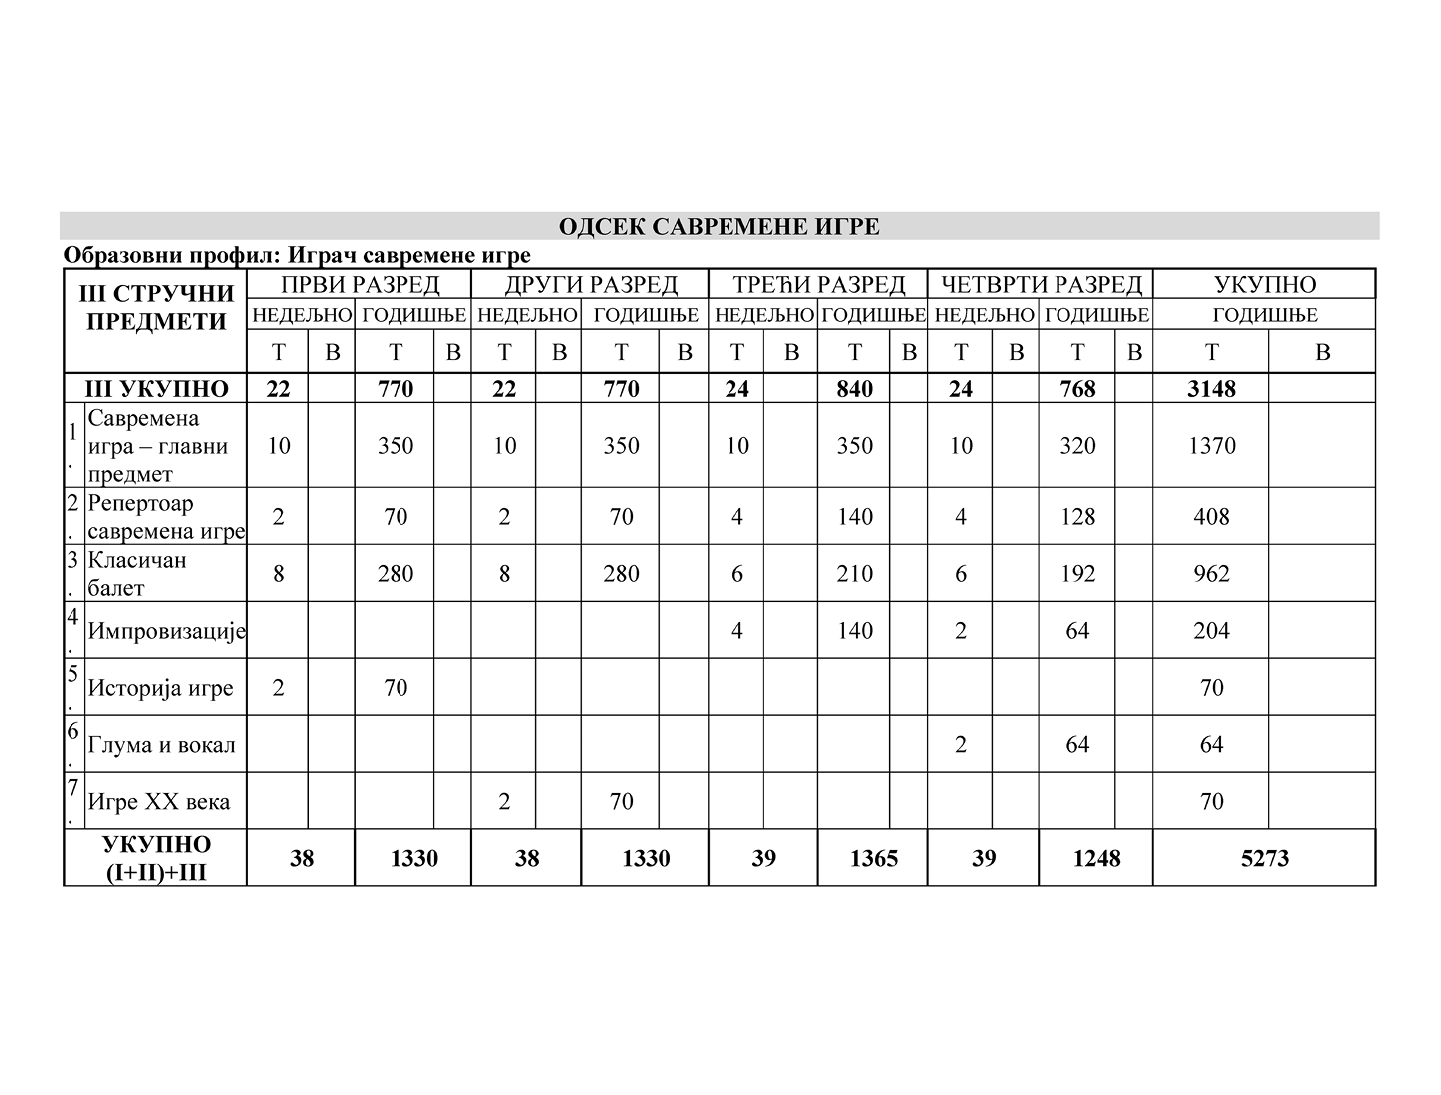 ОДСЕК САВРЕМЕНЕ ИГРЕ
Образовни профил: Играч савремене игре
III СТРУЧНИ ПРВИ РАЗРЕД ДРУГИ РАЗРЕД ТРЕЋИ РАЗРЕД ЧЕТВРТИ РАЗРЕД УКУПНО
ПРЕДМЕТИ НЕДЕЉНО ГОДИШЊЕ НЕДЕЉНО ГОДИШЊЕ НЕДЕЉНО ГОДИШЊЕ НЕДЕЉНО ГОДИШЊЕ ГОДИШЊЕ
Т В Т В Т В Т В Т В Т В Т В Т В Т В
III УКУПНО 22 770 22 770 24 840 24 768 3148
Савремена
1 игра – главни 10 350 10 350 10 350 10 320 1370
. предмет
2 Репертоар
. савремена игре 2 70 2 70 4 140 4 128 408
3 Класичан
. балет 8 280 8 280 6 210 6 192 962
4
. Импровизације 4 140 2 64 204
5
. Историја игре 2 70 70
6
. Глума и вокал 2 64 64
7
. Игре XX века 2 70 70
УКУПНО
(I+II)+III 38 1330 38 1330 39 1365 39 1248 5273